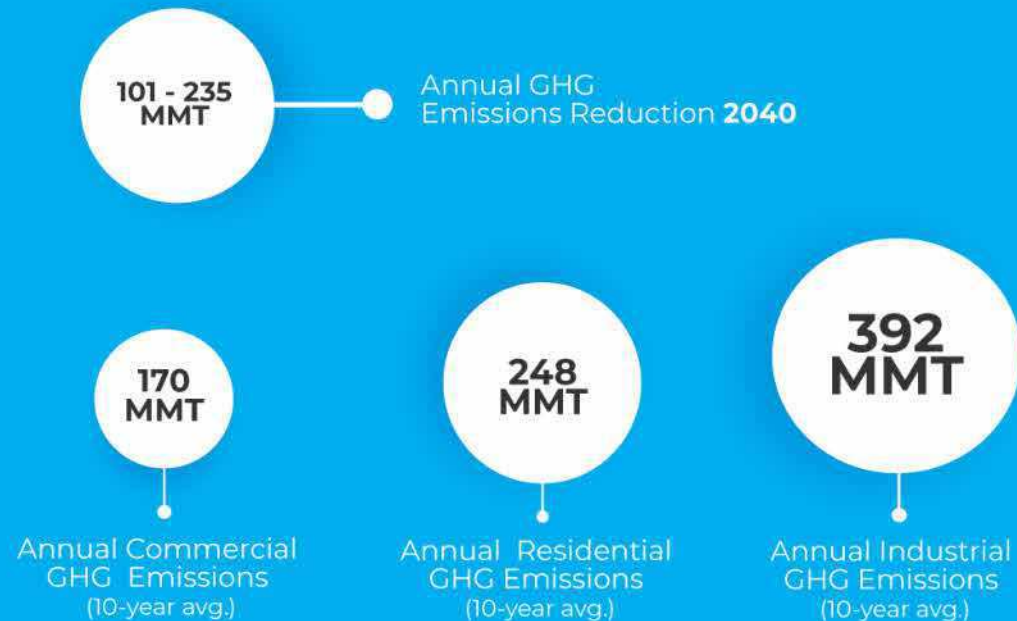 101 - 235
MMT
Annual GHG
Emissions Reduction 2040
170
MMT
Annual Commercial
GHG Emissions
(10-year avg.)
248
MMT
Annual Residential
GHG Emissions
(10-year avg.)
392
MMT
Annual Industrial
GHG Emissions
(10-year avg.)